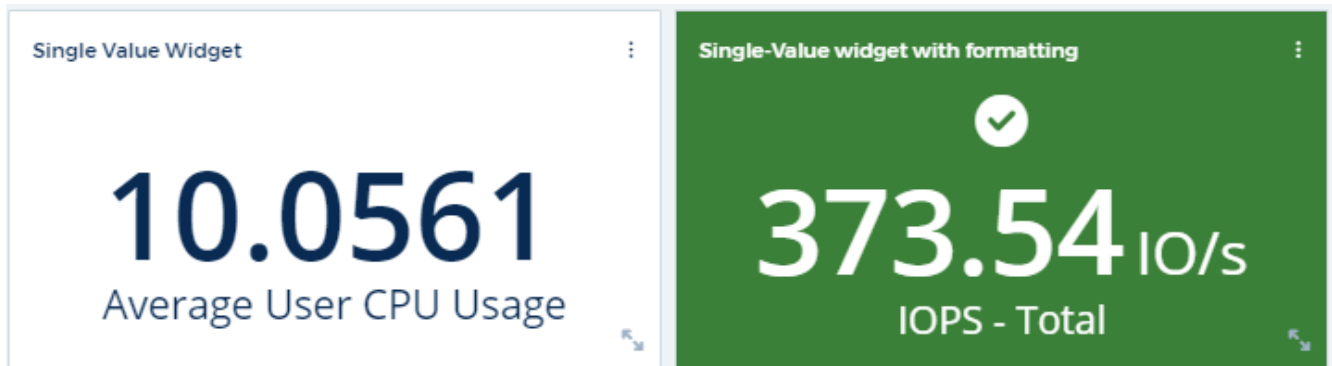 Single Value Widget
10.0561
Average User CPU Usage
Single-Value widget with formatting
373.54 IO/s
IOPS - Total